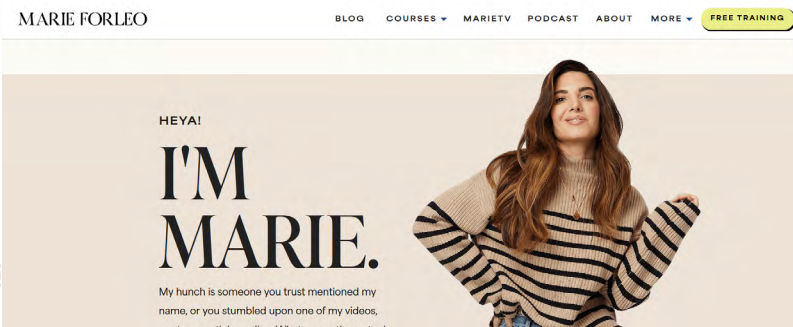 MARIE FORLEO
BLOG COURSES MARIETV PODCAST ABOUT MORE FREE TRAINING
HEYA!
I'M
MARIE.
My hunch is someone you trust mentioned my
name, or you stumbled upon one of my videos,